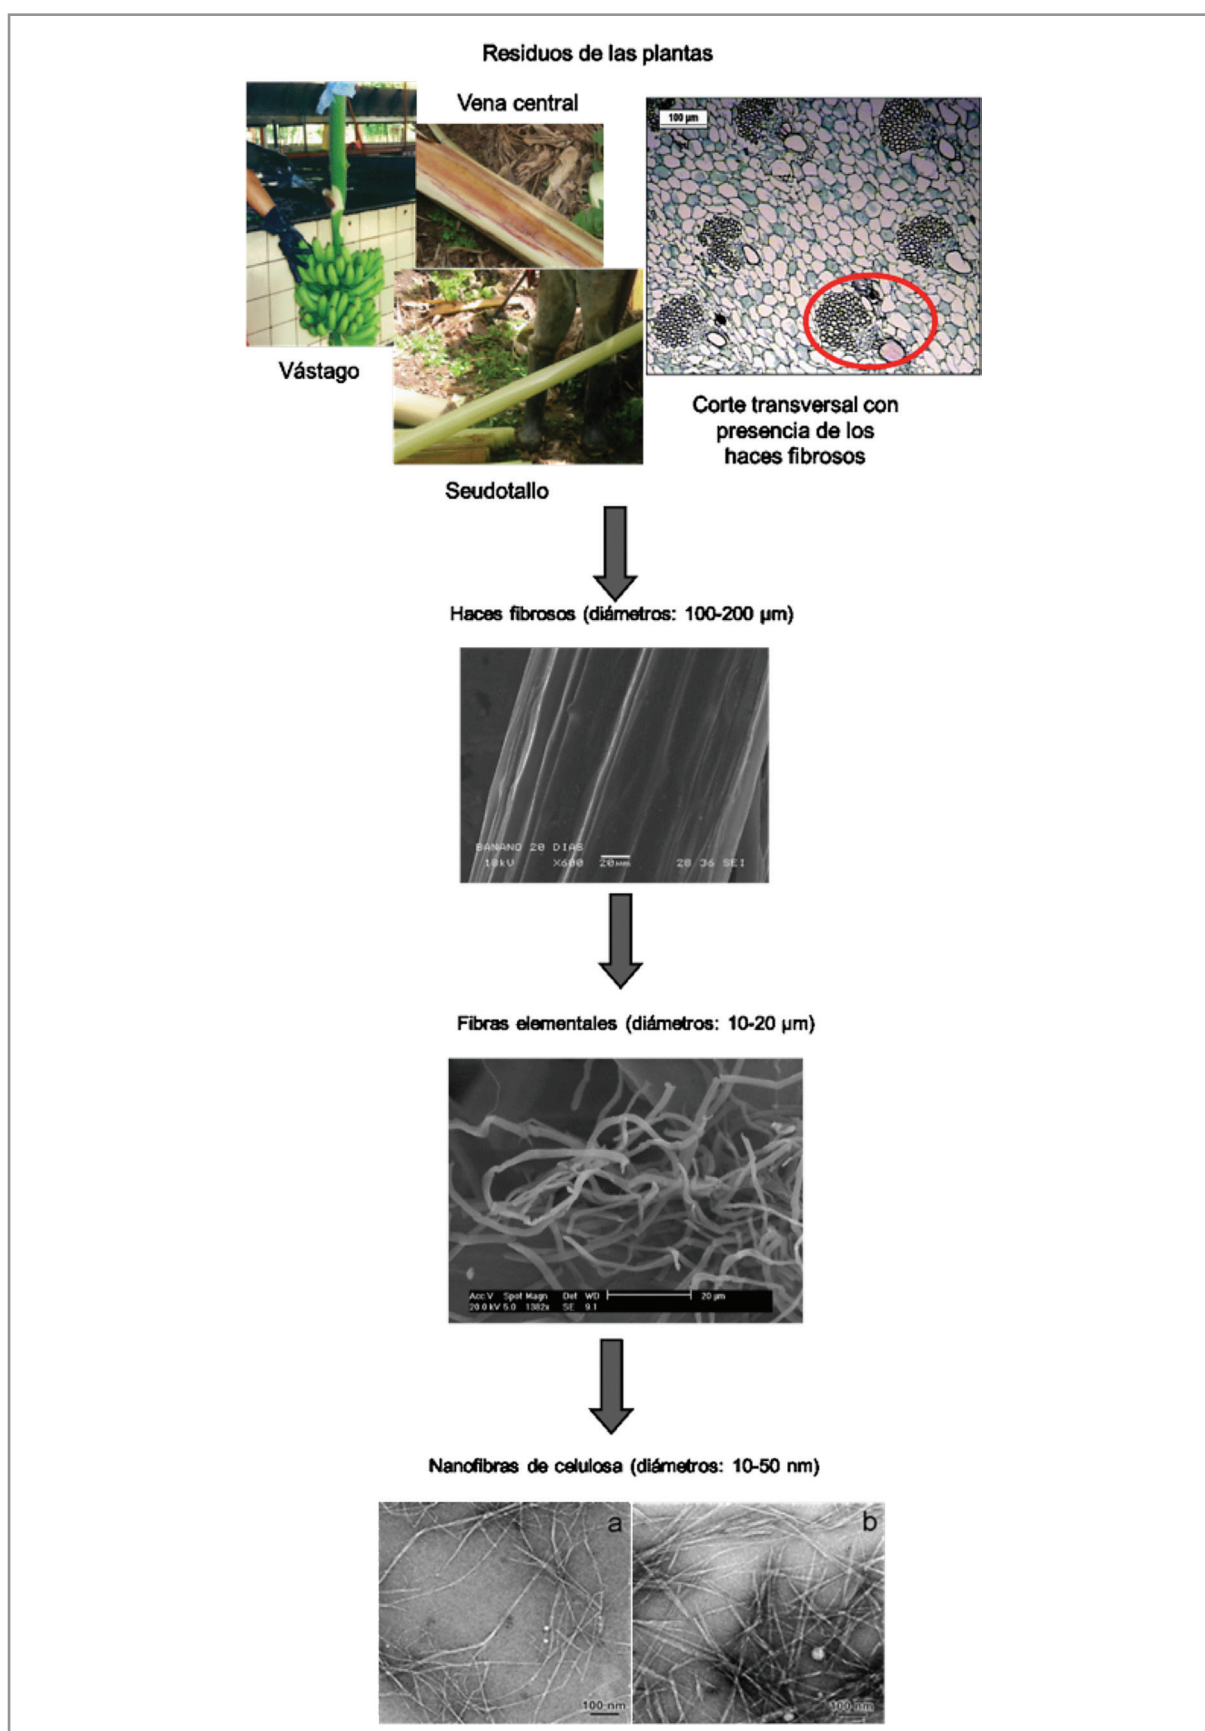 Residuos de las plantas
Vena central
100 µm
Vástago
Corte transversal con
presencia de los
haces fibrosos
Seudotallo
Haces fibrosos (diámetros: 100-200 µm)
BANANO 20 DIAS
10kV X600 20µm 28 36 SEI
Fibras elementales (diámetros: 10-20 µm)
Acc.V Spot Magn Det WD 20 µm
20.0 kV 5.0 1382x SE 9.1
Nanofibras de celulosa (diámetros: 10-50 nm)
a b
100 nm 100 nm